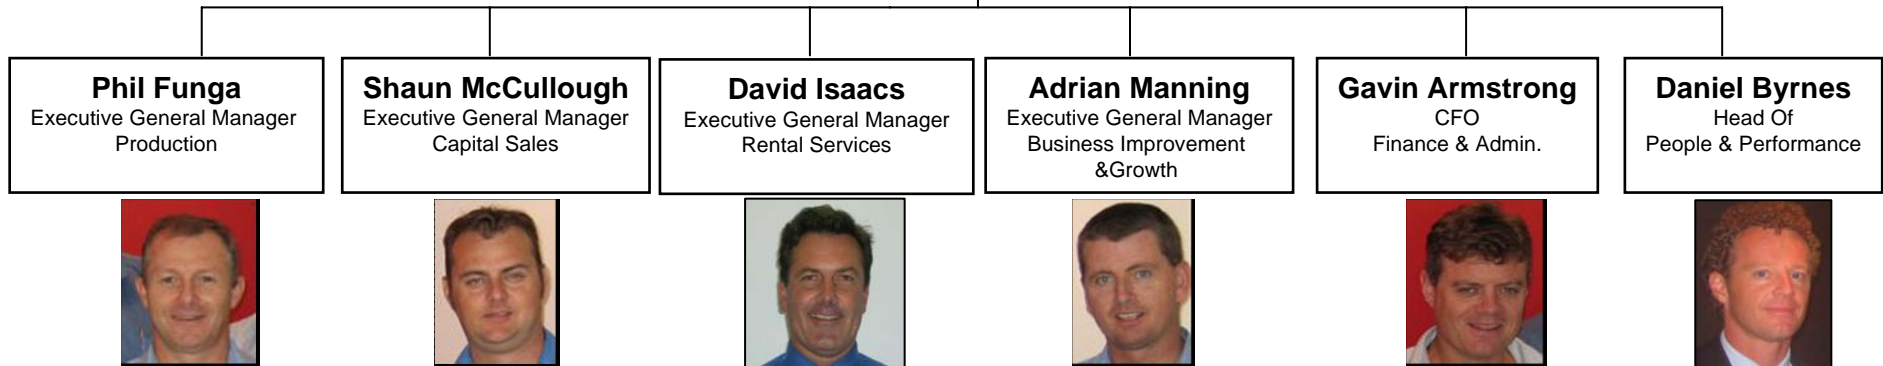 Phil Funga
Executive General Manager
Production
Shaun McCullough
Executive General Manager
Capital Sales
David Isaacs
Executive General Manager
Rental Services
Adrian Manning
Executive General Manager
Business Improvement
&Growth
Gavin Armstrong
CFO
Finance & Admin.
Daniel Byrnes
Head Of
People & Performance